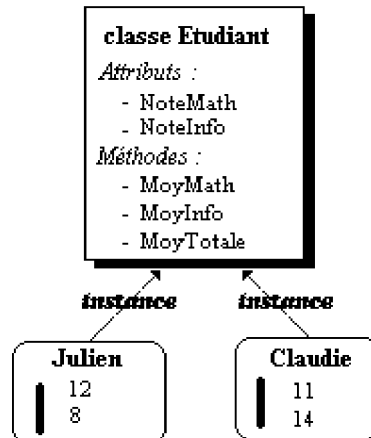 classe Etudiant
Attributs :
- NoteMath
- NoteInfo
Méthodes :
- MoyMath
- MoyInfo
- MoyTotale
instance
instance
Julien
12
8
Claudie
11
14